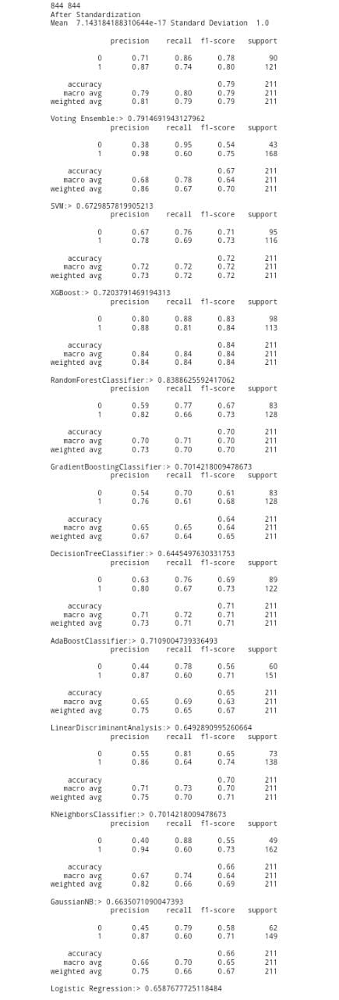 844 844
After Standardization
Mean  7.143184188310644e-17 Standard Deviation  1.0
precision    recall  f1-score   support
0       0.71      0.86      0.78        90
1       0.87      0.74      0.80       121
accuracy                           0.79       211
macro avg       0.79      0.80      0.79       211
weighted avg       0.81      0.79      0.79       211
Voting Ensemble:> 0.7914691943127962
precision    recall  f1-score   support
0       0.38      0.95      0.54        43
1       0.98      0.60      0.75       168
accuracy                           0.67       211
macro avg       0.68      0.78      0.64       211
weighted avg       0.86      0.67      0.70       211
SVM:> 0.6729857819905213
precision    recall  f1-score   support
0       0.67      0.76      0.71        95
1       0.78      0.69      0.73       116
accuracy                           0.72       211
macro avg       0.72      0.72      0.72       211
weighted avg       0.73      0.72      0.72       211
XGBoost:> 0.7203791469194313
precision    recall  f1-score   support
0       0.80      0.88      0.83        98
1       0.88      0.81      0.84       113
accuracy                           0.84       211
macro avg       0.84      0.84      0.84       211
weighted avg       0.84      0.84      0.84       211
RandomForestClassifier:> 0.8388625592417062
precision    recall  f1-score   support
0       0.59      0.77      0.67        83
1       0.82      0.66      0.73       128
accuracy                           0.70       211
macro avg       0.70      0.71      0.70       211
weighted avg       0.73      0.70      0.70       211
GradientBoostingClassifier:> 0.7014218009478673
precision    recall  f1-score   support
0       0.54      0.70      0.61        83
1       0.76      0.61      0.68       128
accuracy                           0.64       211
macro avg       0.65      0.65      0.64       211
weighted avg       0.67      0.64      0.65       211
DecisionTreeClassifier:> 0.6445497630331753
precision    recall  f1-score   support
0       0.63      0.76      0.69        89
1       0.80      0.67      0.73       122
accuracy                           0.71       211
macro avg       0.71      0.72      0.71       211
weighted avg       0.73      0.71      0.71       211
AdaBoostClassifier:> 0.7109004739336493
precision    recall  f1-score   support
0       0.44      0.78      0.56        60
1       0.87      0.60      0.71       151
accuracy                           0.65       211
macro avg       0.65      0.69      0.63       211
weighted avg       0.75      0.65      0.67       211
LinearDiscriminantAnalysis:> 0.6492890995260664
precision    recall  f1-score   support
0       0.55      0.81      0.65        73
1       0.86      0.64      0.74       138
accuracy                           0.70       211
macro avg       0.71      0.73      0.70       211
weighted avg       0.75      0.70      0.71       211
KNeighborsClassifier:> 0.7014218009478673
precision    recall  f1-score   support
0       0.40      0.88      0.55        49
1       0.94      0.60      0.73       162
accuracy                           0.66       211
macro avg       0.67      0.74      0.64       211
weighted avg       0.82      0.66      0.69       211
GaussianNB:> 0.6635071090047393
precision    recall  f1-score   support
0       0.45      0.79      0.58        62
1       0.87      0.60      0.71       149
accuracy                           0.66       211
macro avg       0.66      0.70      0.65       211
weighted avg       0.75      0.66      0.67       211
Logistic Regression:> 0.6587677725118484